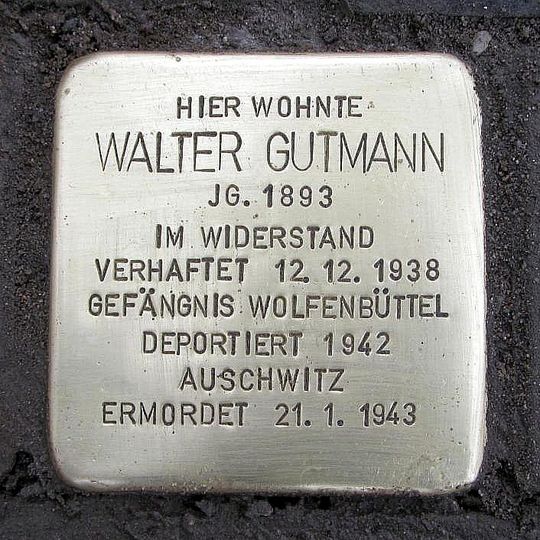 HIER WOHNTE
WALTER GUTMANN
JG. 1893
IM WIDERSTAND
VERHAFTET 12. 12. 1938
GEFÄNGNIS WOLFENBÜTTEL
DEPORTIERT 1942
AUSCHWITZ
ERMORDET 21. 1. 1943